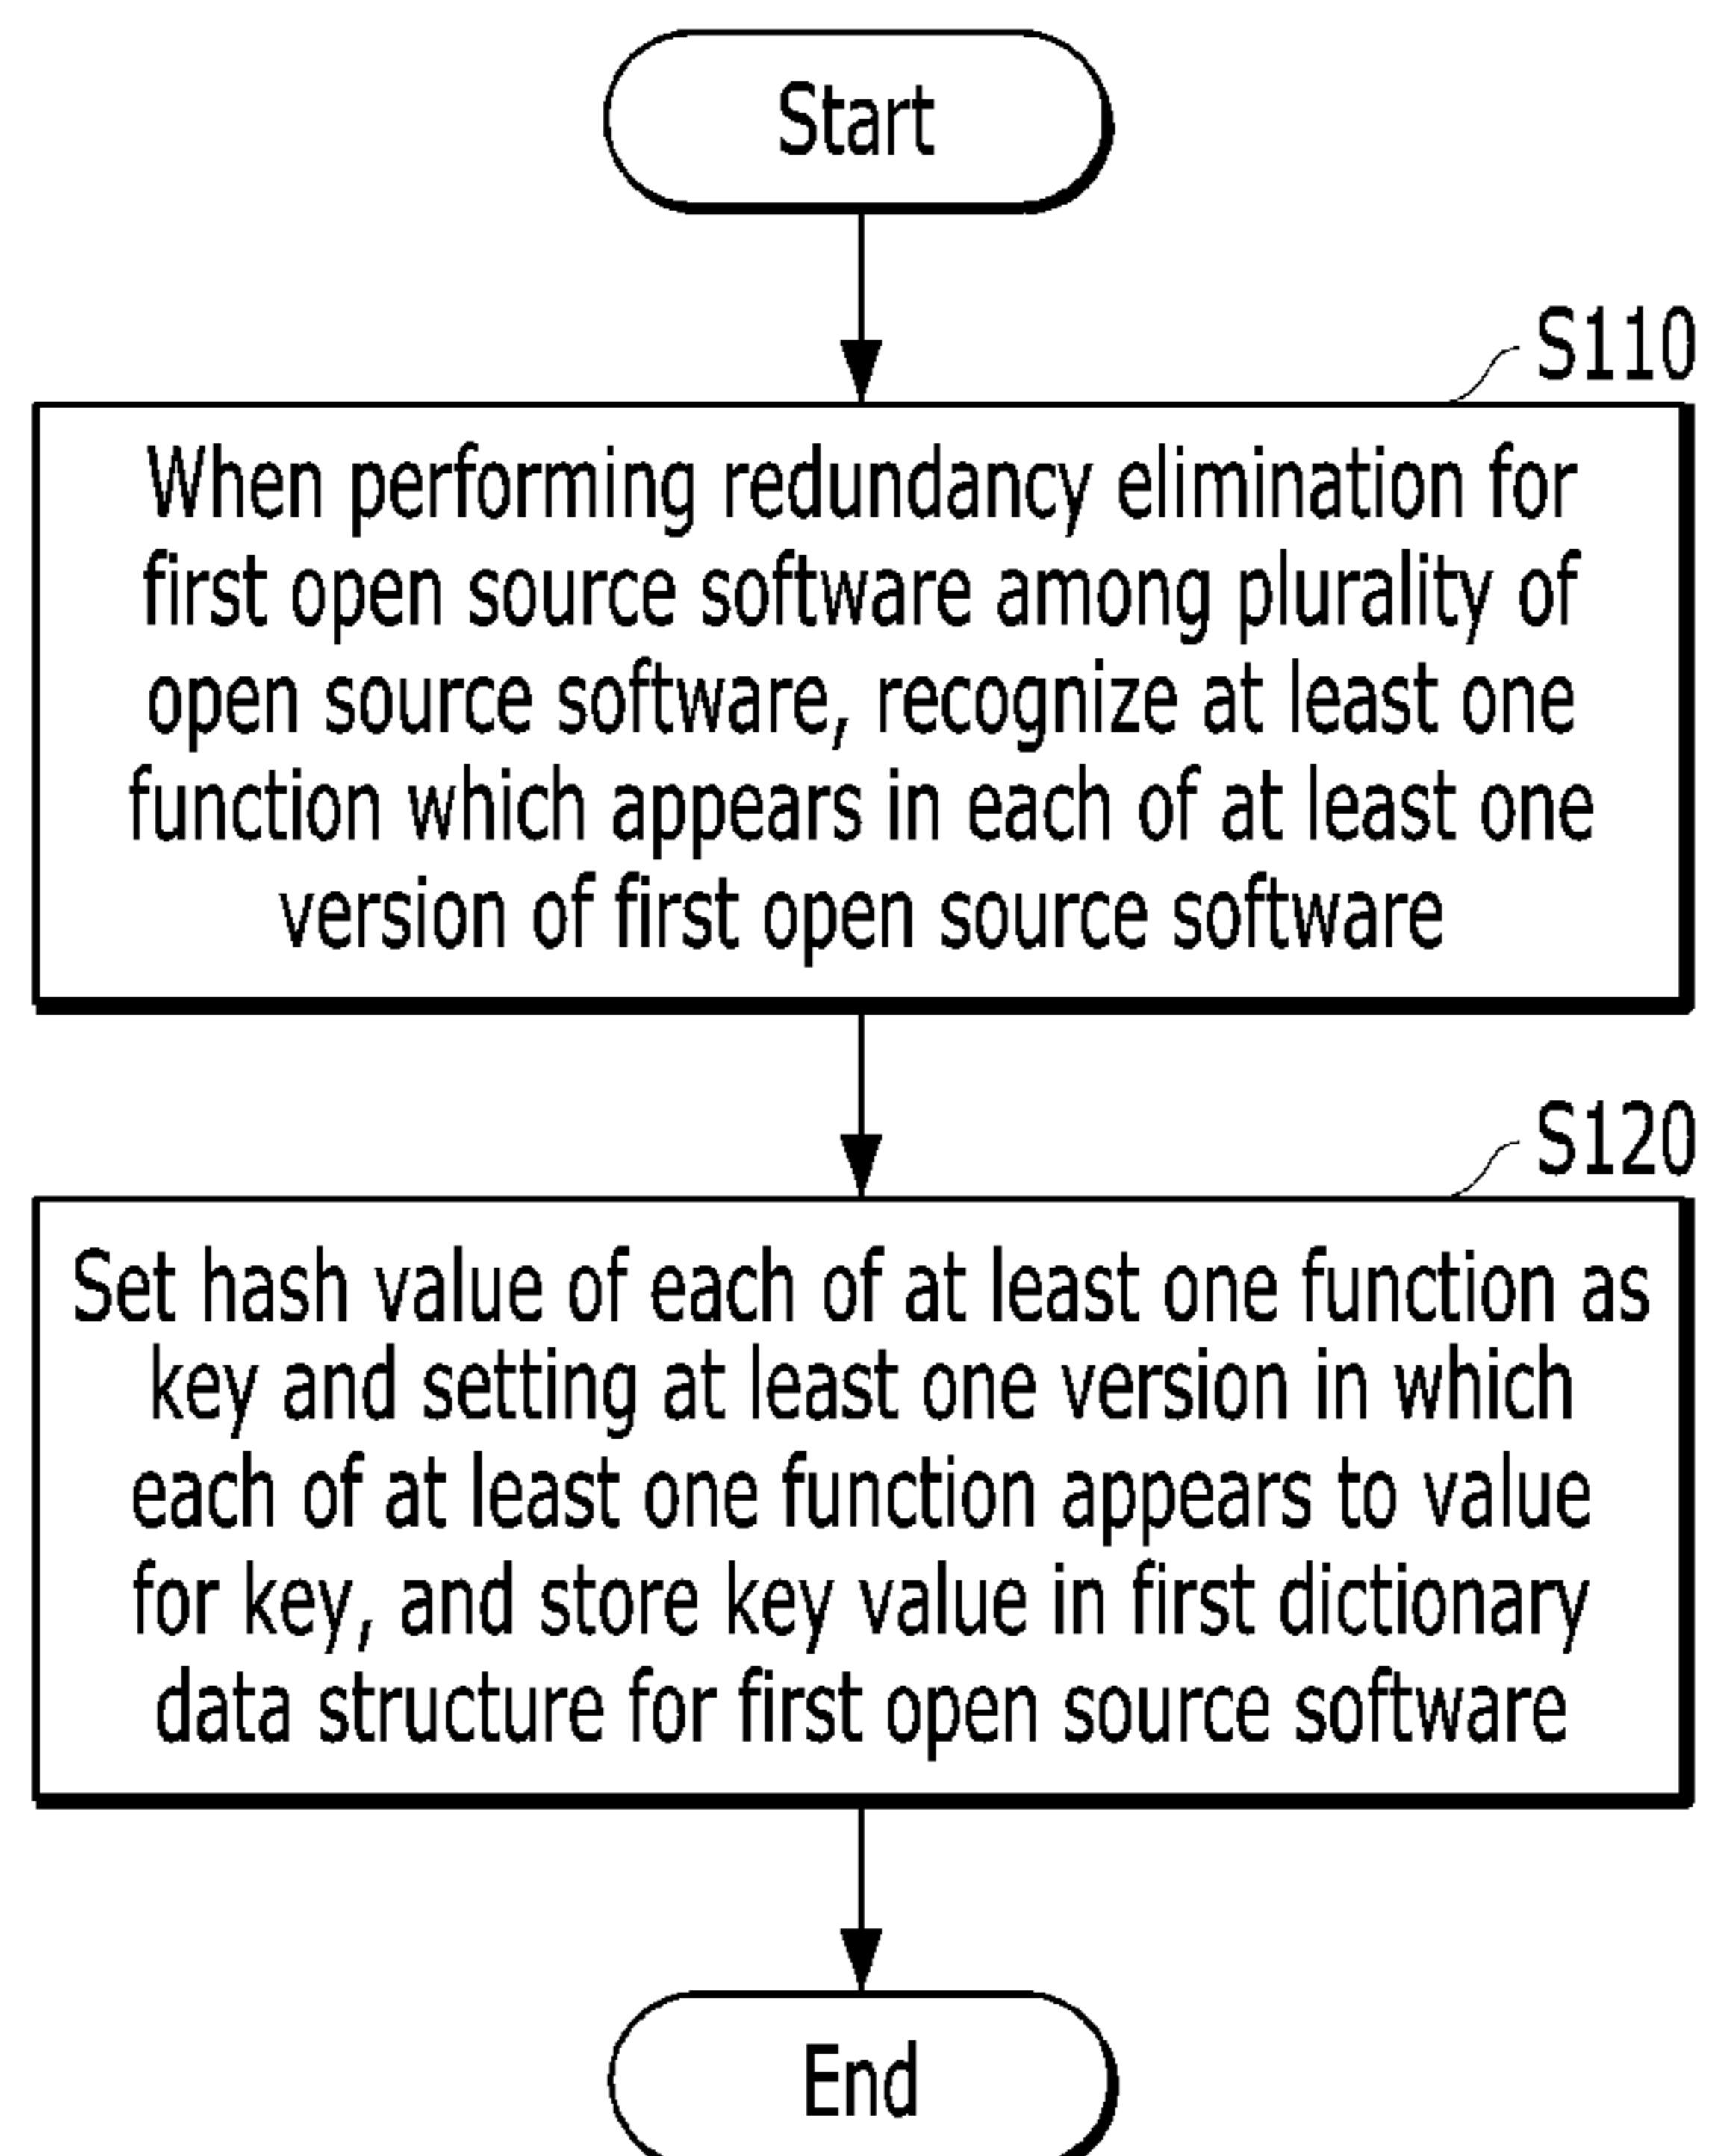 Start
S110
When performing redundancy elimination for
first open source software among plurality of
open source software, recognize at least one
function which appears in each of at least one
version of first open source software
S120
Set hash value of each of at least one function as
key and setting at least one version in which
each of at least one function appears to value
for key, and store key value in first dictionary
data structure for first open source software
End